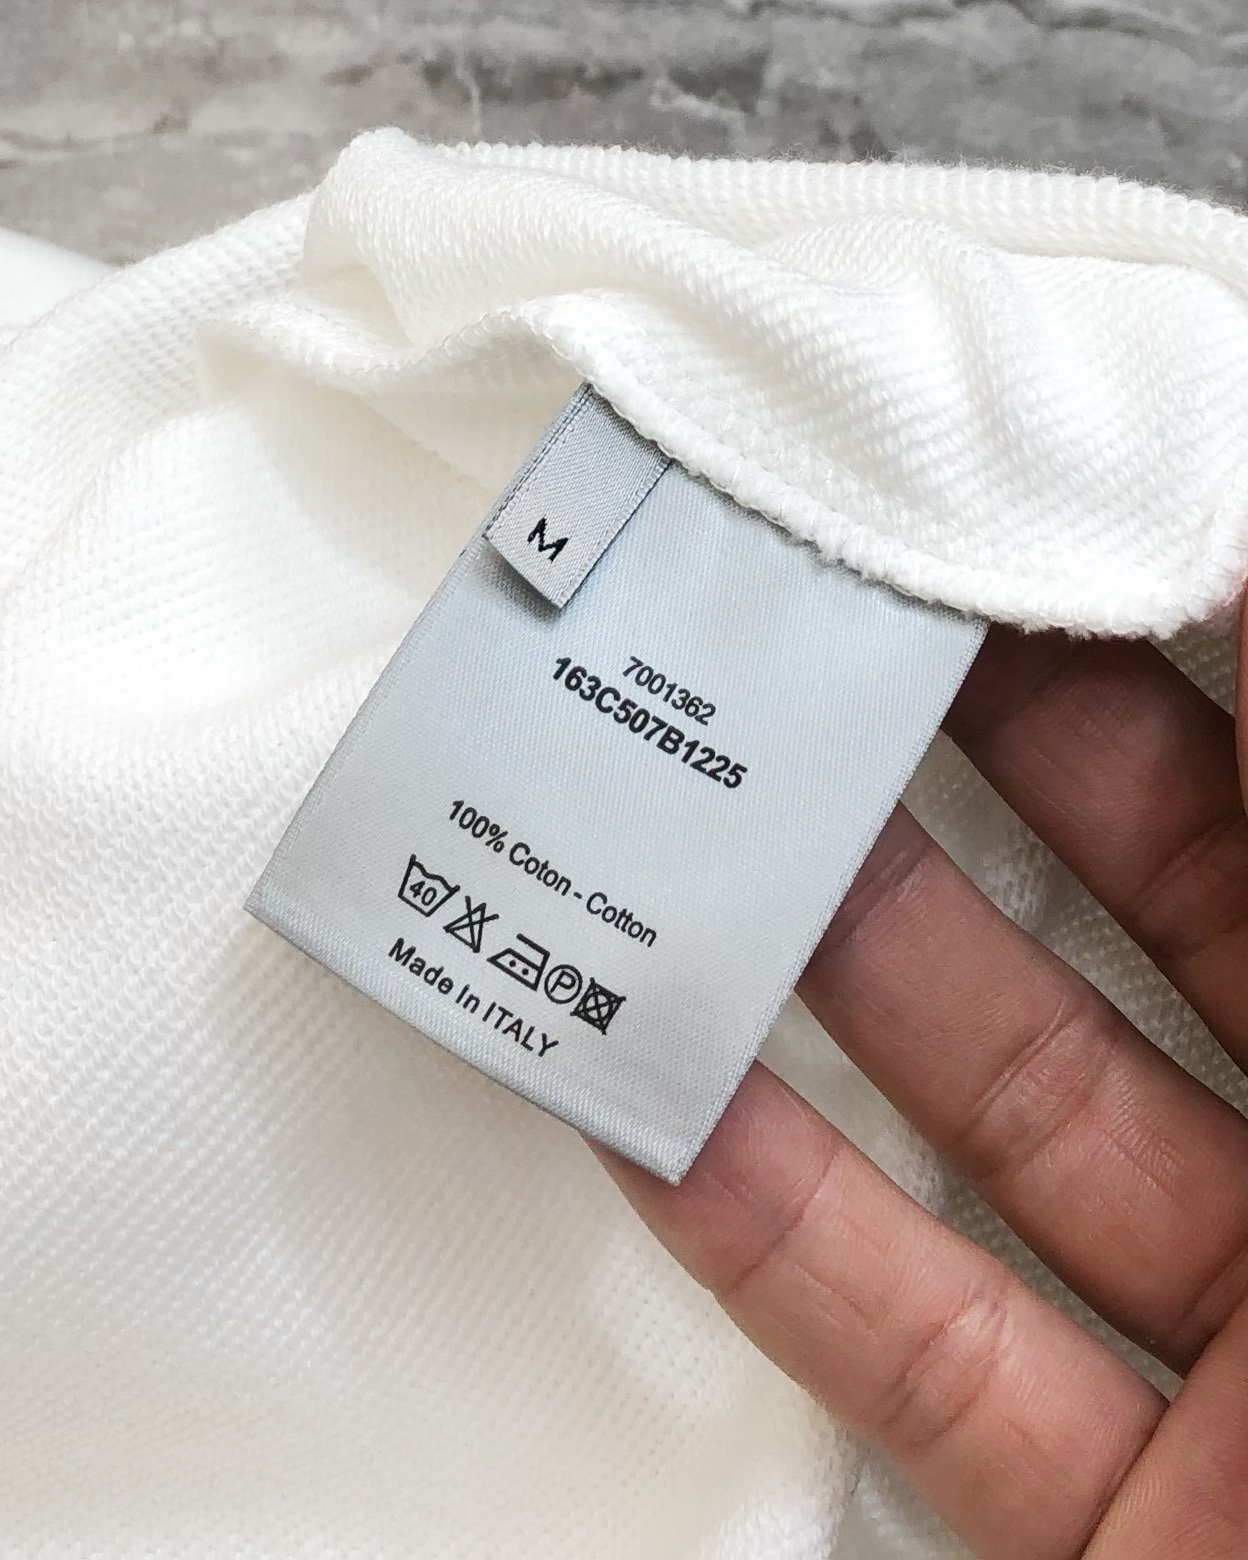 M
7001362
163C507B1225
100% Coton - Cotton
40 P
Made In ITALY